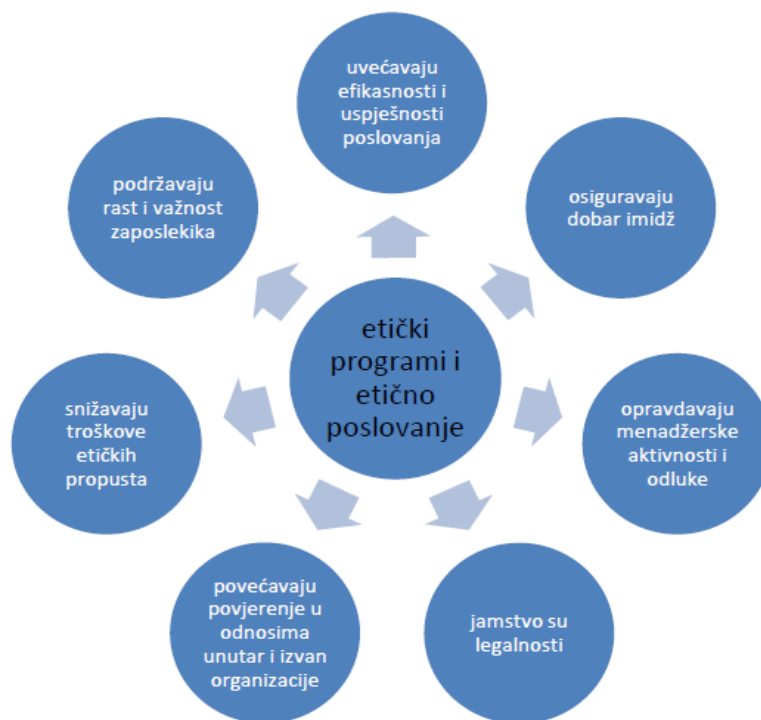 uvećavaju
efikasnosti i
uspješnosti
poslovanja
osiguravaju
dobar imidž
opravdavaju
menadžerske
aktivnosti i
odluke
jamstvo su
legalnosti
povećavaju
povjerenje u
odnosima
unutar i izvan
organizacije
snižavaju
troškove
etičkih
propusta
podržavaju
rast i važnost
zaposlekika
etički
programi i
etično
poslovanje